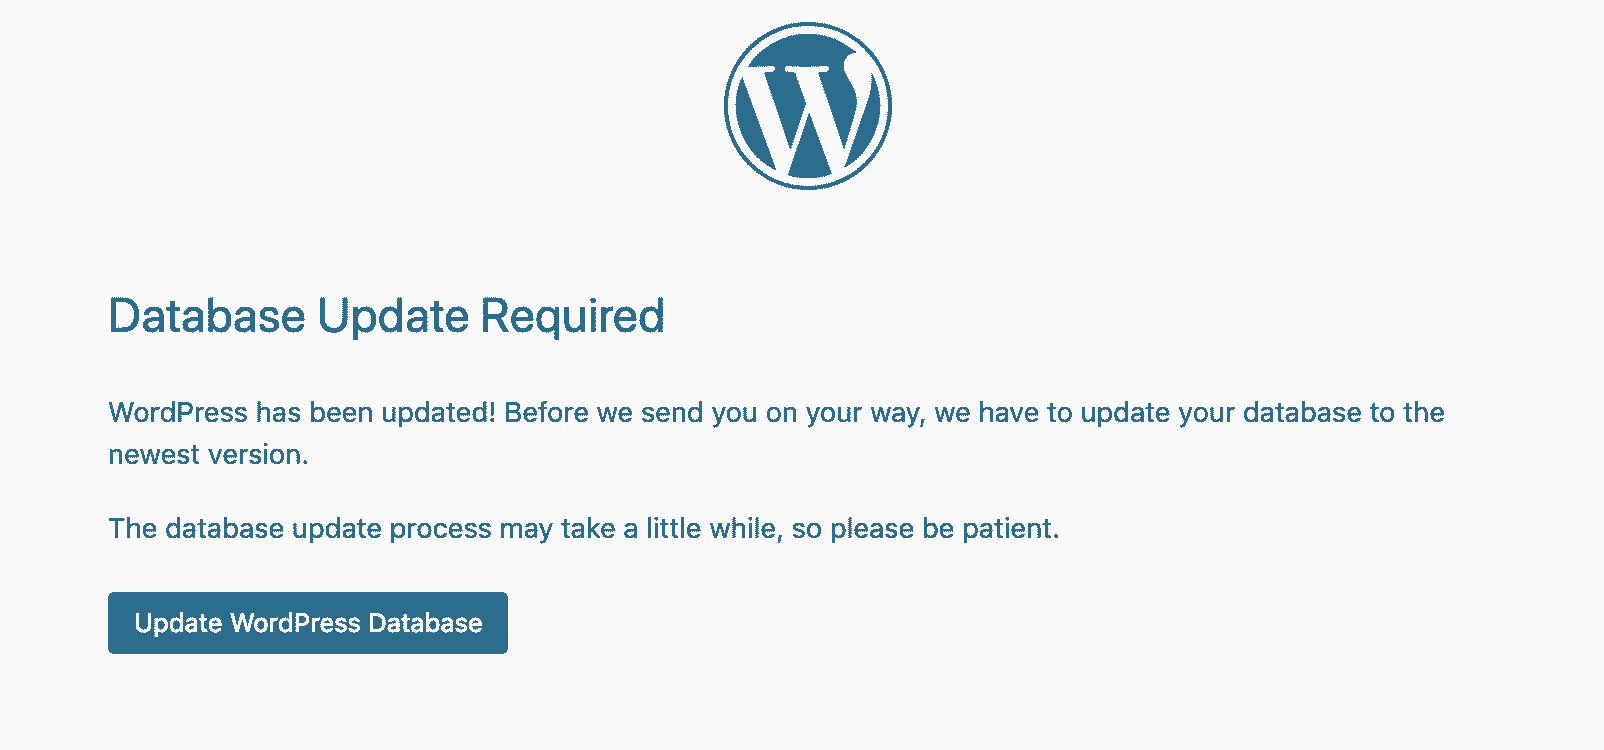 Database Update Required
WordPress has been updated! Before we send you on your way, we have to update your database to the
newest version.
The database update process may take a little while, so please be patient.
Update WordPress Database